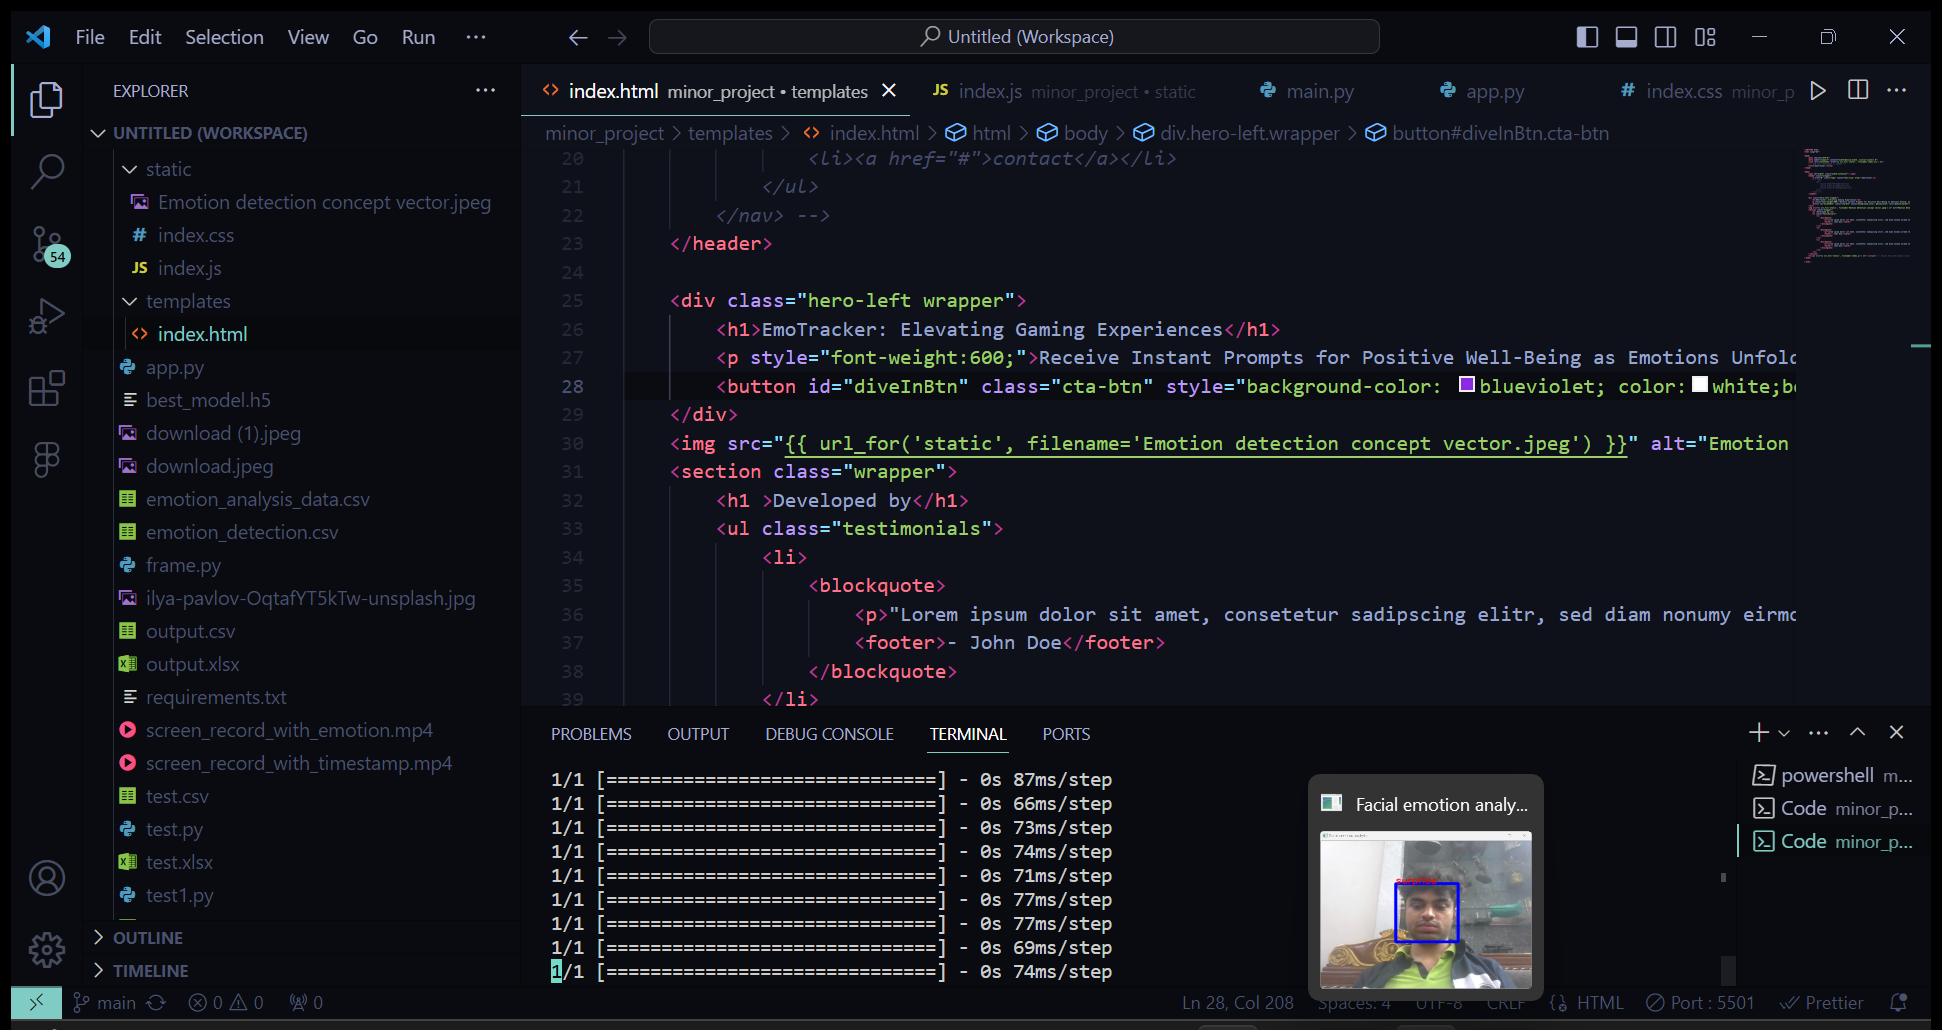 File Edit Selection View Go Run ···
Untitled (Workspace)
EXPLORER
UNTITLED (WORKSPACE)
static
Emotion detection concept vector.jpeg
# index.css
JS index.js
templates
<> index.html
app.py
best_model.h5
download (1).jpeg
download.jpeg
emotion_analysis_data.csv
emotion_detection.csv
frame.py
ilya-pavlov-OqtafYT5kTw-unsplash.jpg
output.csv
output.xlsx
requirements.txt
screen_record_with_emotion.mp4
screen_record_with_timestamp.mp4
test.csv
test.py
test.xlsx
test1.py
OUTLINE
TIMELINE
54
<> index.html minor_project • templates
JS index.js minor_project • static
main.py
app.py
# index.css minor_p
minor_project > templates > <> index.html > html > body > div.hero-left.wrapper > button#diveInBtn.cta-btn
20 <li><a href="#">contact</a></li>
21 </ul>
22 </nav> -->
23 </header>
24
25 <div class="hero-left wrapper">
26 <h1>EmoTracker: Elevating Gaming Experiences</h1>
27 <p style="font-weight:600;">Receive Instant Prompts for Positive Well-Being as Emotions Unfol
28 <button id="diveInBtn" class="cta-btn" style="background-color: blueviolet; color: white;b
29 </div>
30 <img src="{{ url_for('static', filename='Emotion detection concept vector.jpeg') }}" alt="Emotion
31 <section class="wrapper">
32 <h1 >Developed by</h1>
33 <ul class="testimonials">
34 <li>
35 <blockquote>
36 <p>"Lorem ipsum dolor sit amet, consetetur sadipscing elitr, sed diam nonumy eirmo
37 <footer>- John Doe</footer>
38 </blockquote>
39 </li>
PROBLEMS OUTPUT DEBUG CONSOLE TERMINAL PORTS
1/1 [==============================] - 0s 87ms/step
1/1 [==============================] - 0s 66ms/step
1/1 [==============================] - 0s 73ms/step
1/1 [==============================] - 0s 74ms/step
1/1 [==============================] - 0s 71ms/step
1/1 [==============================] - 0s 77ms/step
1/1 [==============================] - 0s 77ms/step
1/1 [==============================] - 0s 69ms/step
1/1 [==============================] - 0s 74ms/step
powershell m...
Code minor_p...
Code minor_p...
Facial emotion analy...
main 0 0 0
Ln 28, Col 208 Spaces: 4 UTF-8 CRLF HTML Port : 5501 Prettier